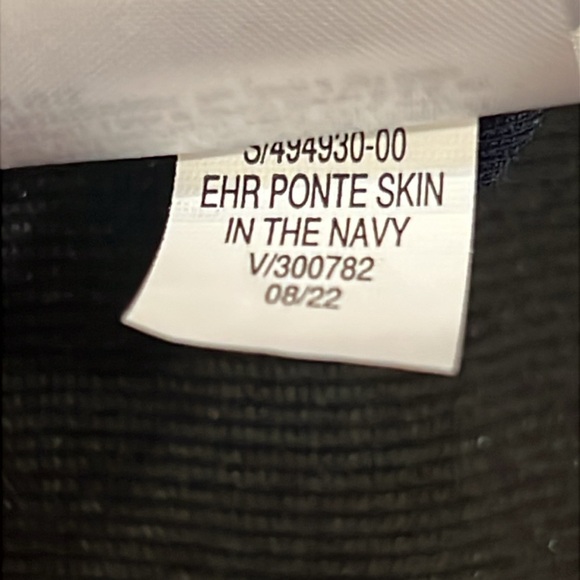 S/494930-00
EHR PONTE SKIN
IN THE NAVY
V/300782
08/22